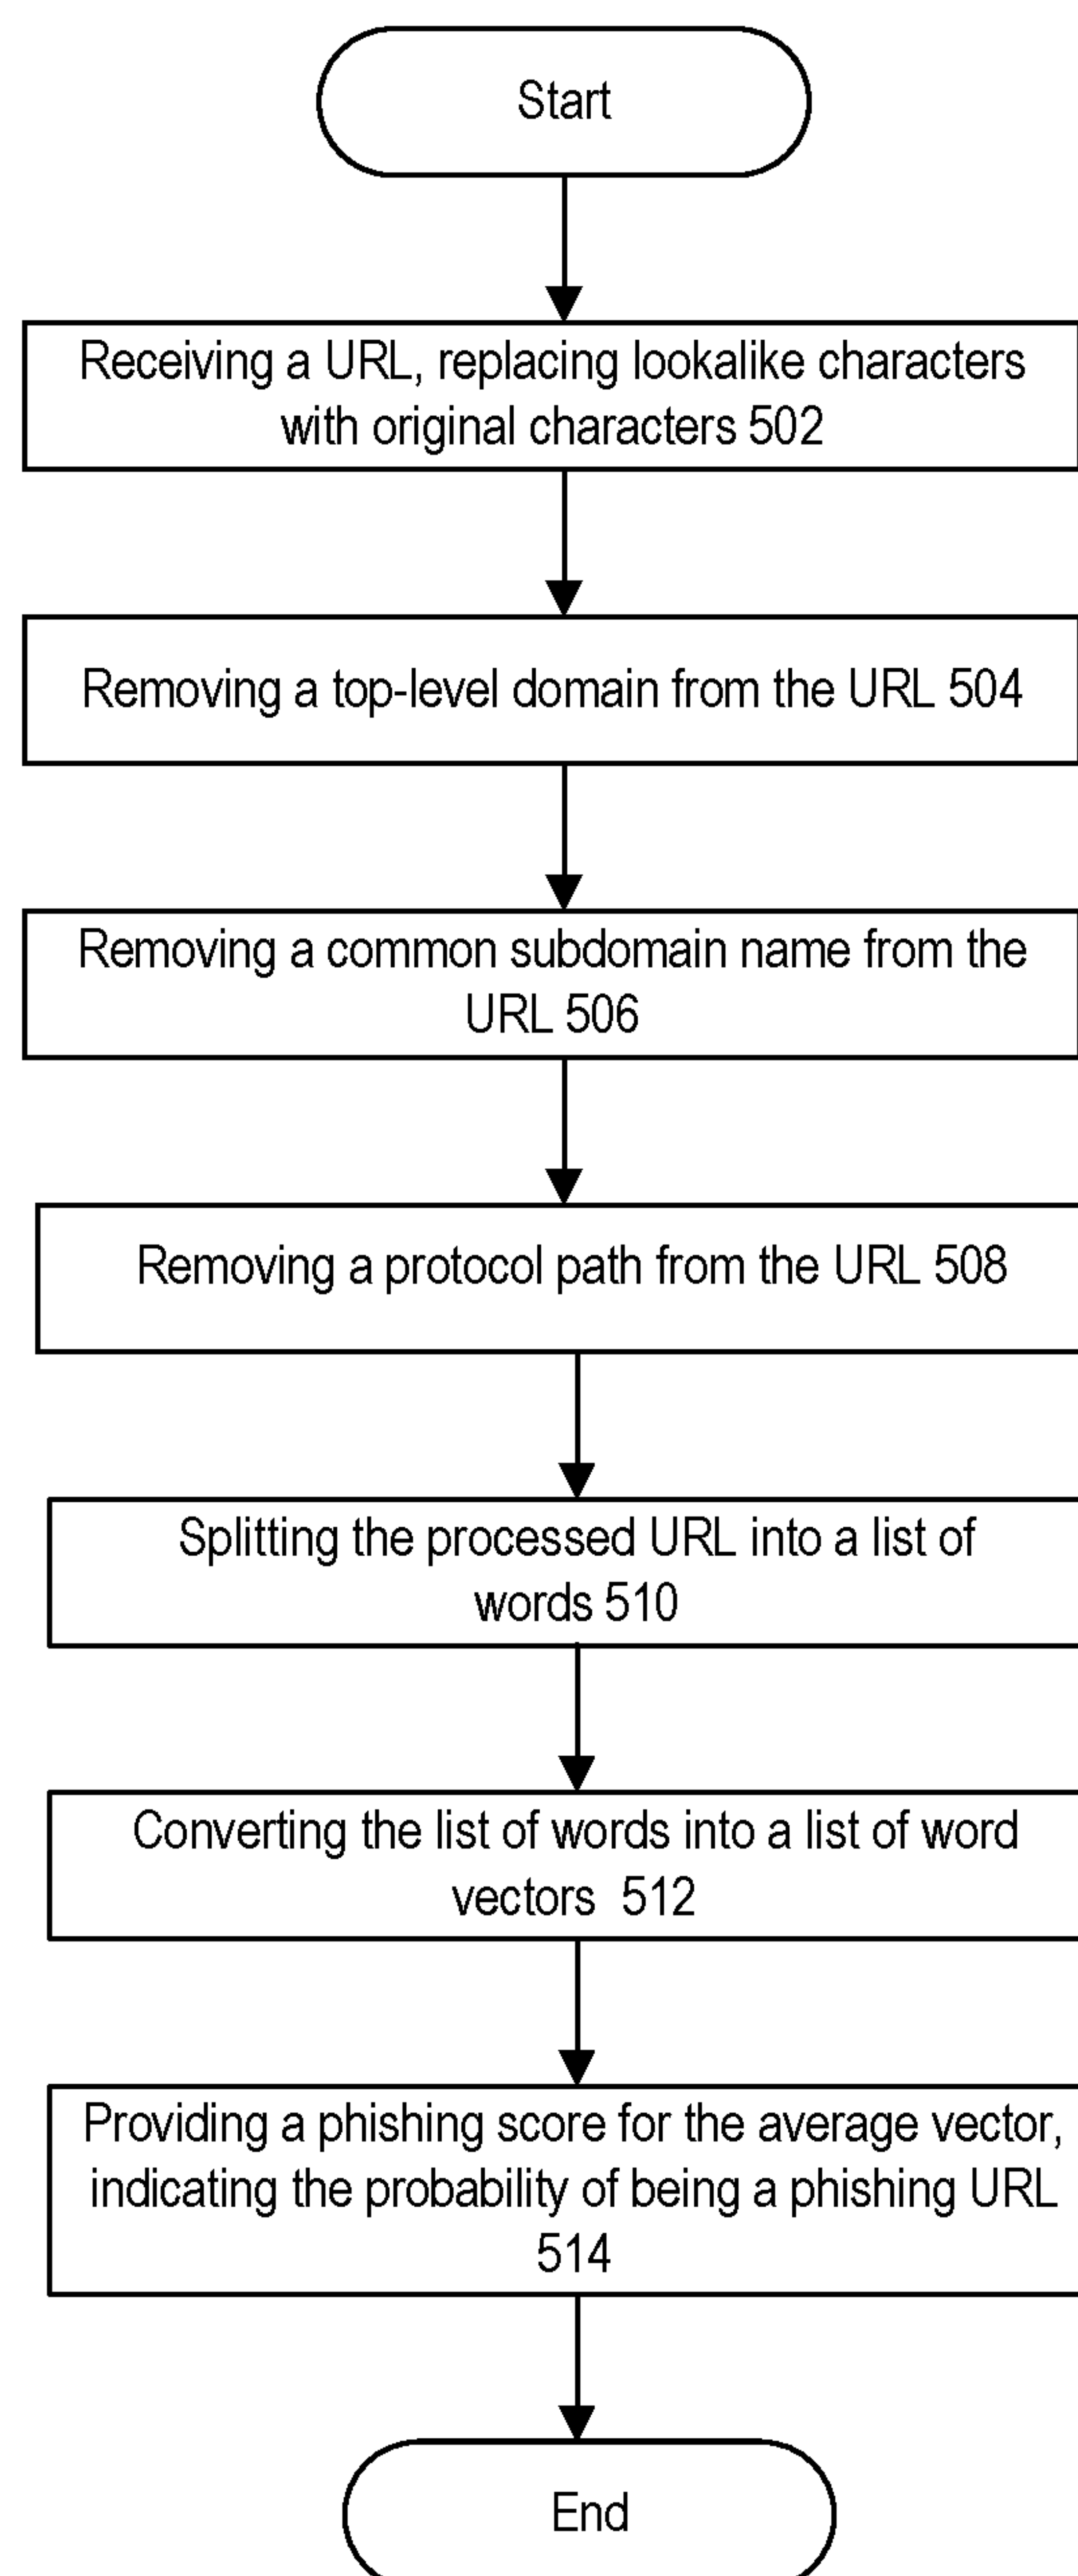 Start
Receiving a URL, replacing lookalike characters
with original characters 502
Removing a top-level domain from the URL 504
Removing a common subdomain name from the
URL 506
Removing a protocol path from the URL 508
Splitting the processed URL into a list of
words 510
Converting the list of words into a list of word
vectors 512
Providing a phishing score for the average vector,
indicating the probability of being a phishing URL
514
End